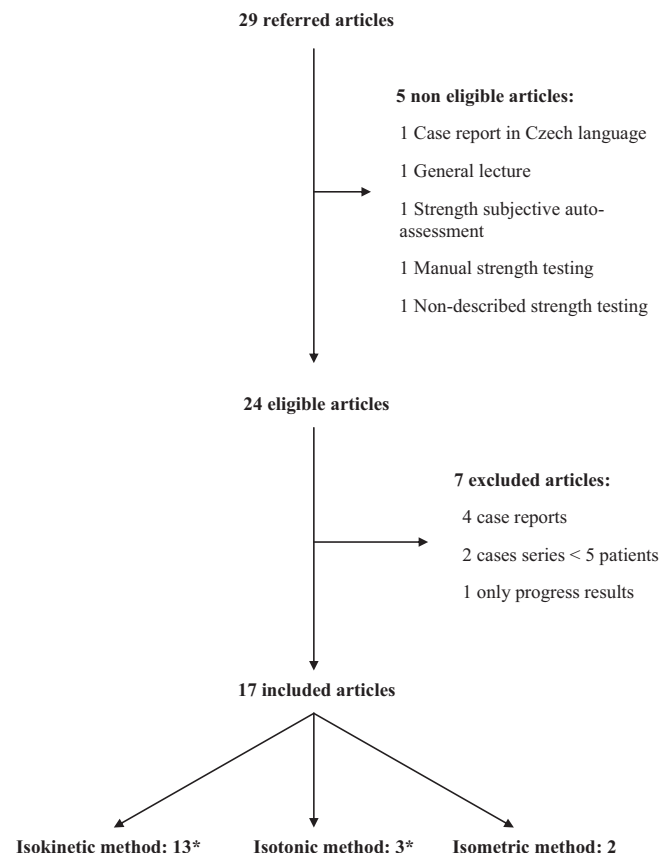 29 referred articles
5 non eligible articles:
1 Case report in Czech language
1 General lecture
1 Strength subjective auto-
assessment
1 Manual strength testing
1 Non-described strength testing
24 eligible articles
7 excluded articles:
4 case reports
2 cases series < 5 patients
1 only progress results
17 included articles
Isokinetic method: 13*
Isotonic method: 3*
Isometric method: 2